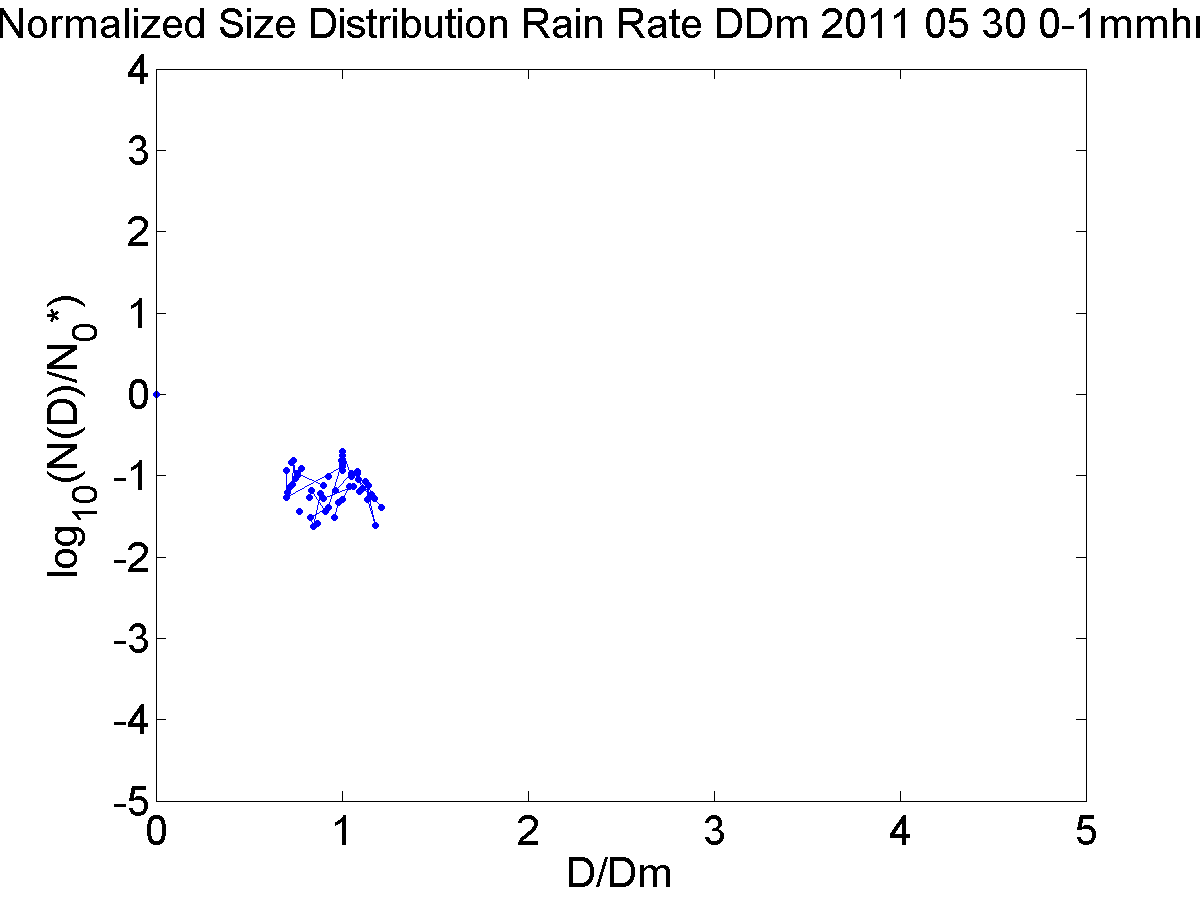 Normalized Size Distribution Rain Rate DDm 2011 05 30 0-1mmhr
4
3
2
1
0
-1
-2
-3
-4
-5
log10(N(D)/N0*)
0 1 2 3 4 5
D/Dm